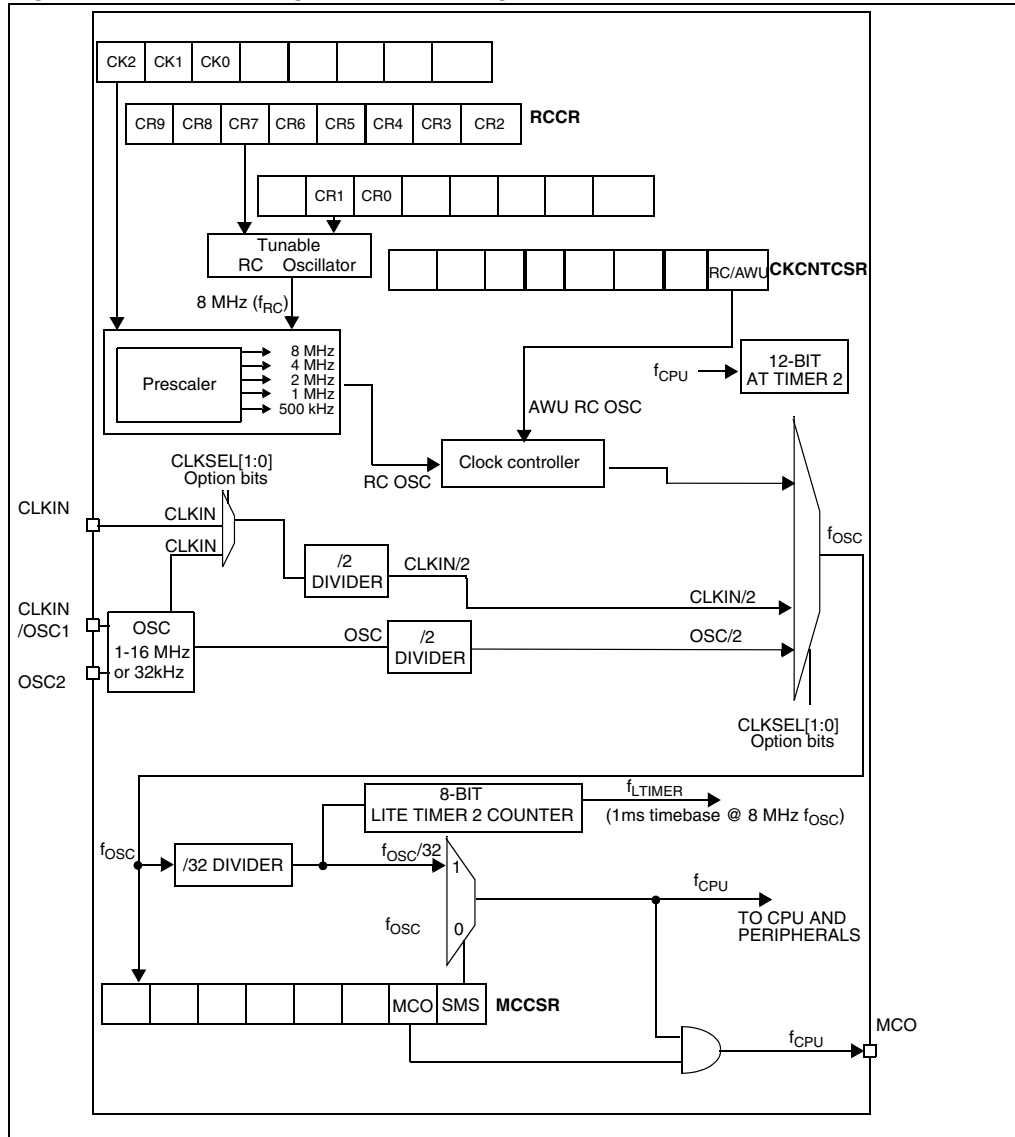 CK2 CK1 CK0
CR9 CR8 CR7 CR6 CR5 CR4 CR3 CR2 RCCR
CR1 CR0
Tunable
RC Oscillator
RC/AWU CKCNTCSR
8 MHz (fRC)
Prescaler
8 MHz
4 MHz
2 MHz
1 MHz
500 kHz
fCPU
12-BIT
AT TIMER 2
AWU RC OSC
Clock controller
RC OSC
CLKSEL[1:0]
Option bits
CLKIN
CLKIN
CLKIN
fOSC
/2
DIVIDER
CLKIN/2
CLKIN/2
CLKIN
/OSC1
OSC
1-16 MHz
or 32kHz
OSC2
OSC
/2
DIVIDER
OSC/2
CLKSEL[1:0]
Option bits
8-BIT
LITE TIMER 2 COUNTER
fLTIMER
(1ms timebase @ 8 MHz fOSC)
fOSC
/32 DIVIDER
fOSC/32
1
fOSC
0
fCPU
TO CPU AND
PERIPHERALS
MCO SMS MCCSR
fCPU
MCO